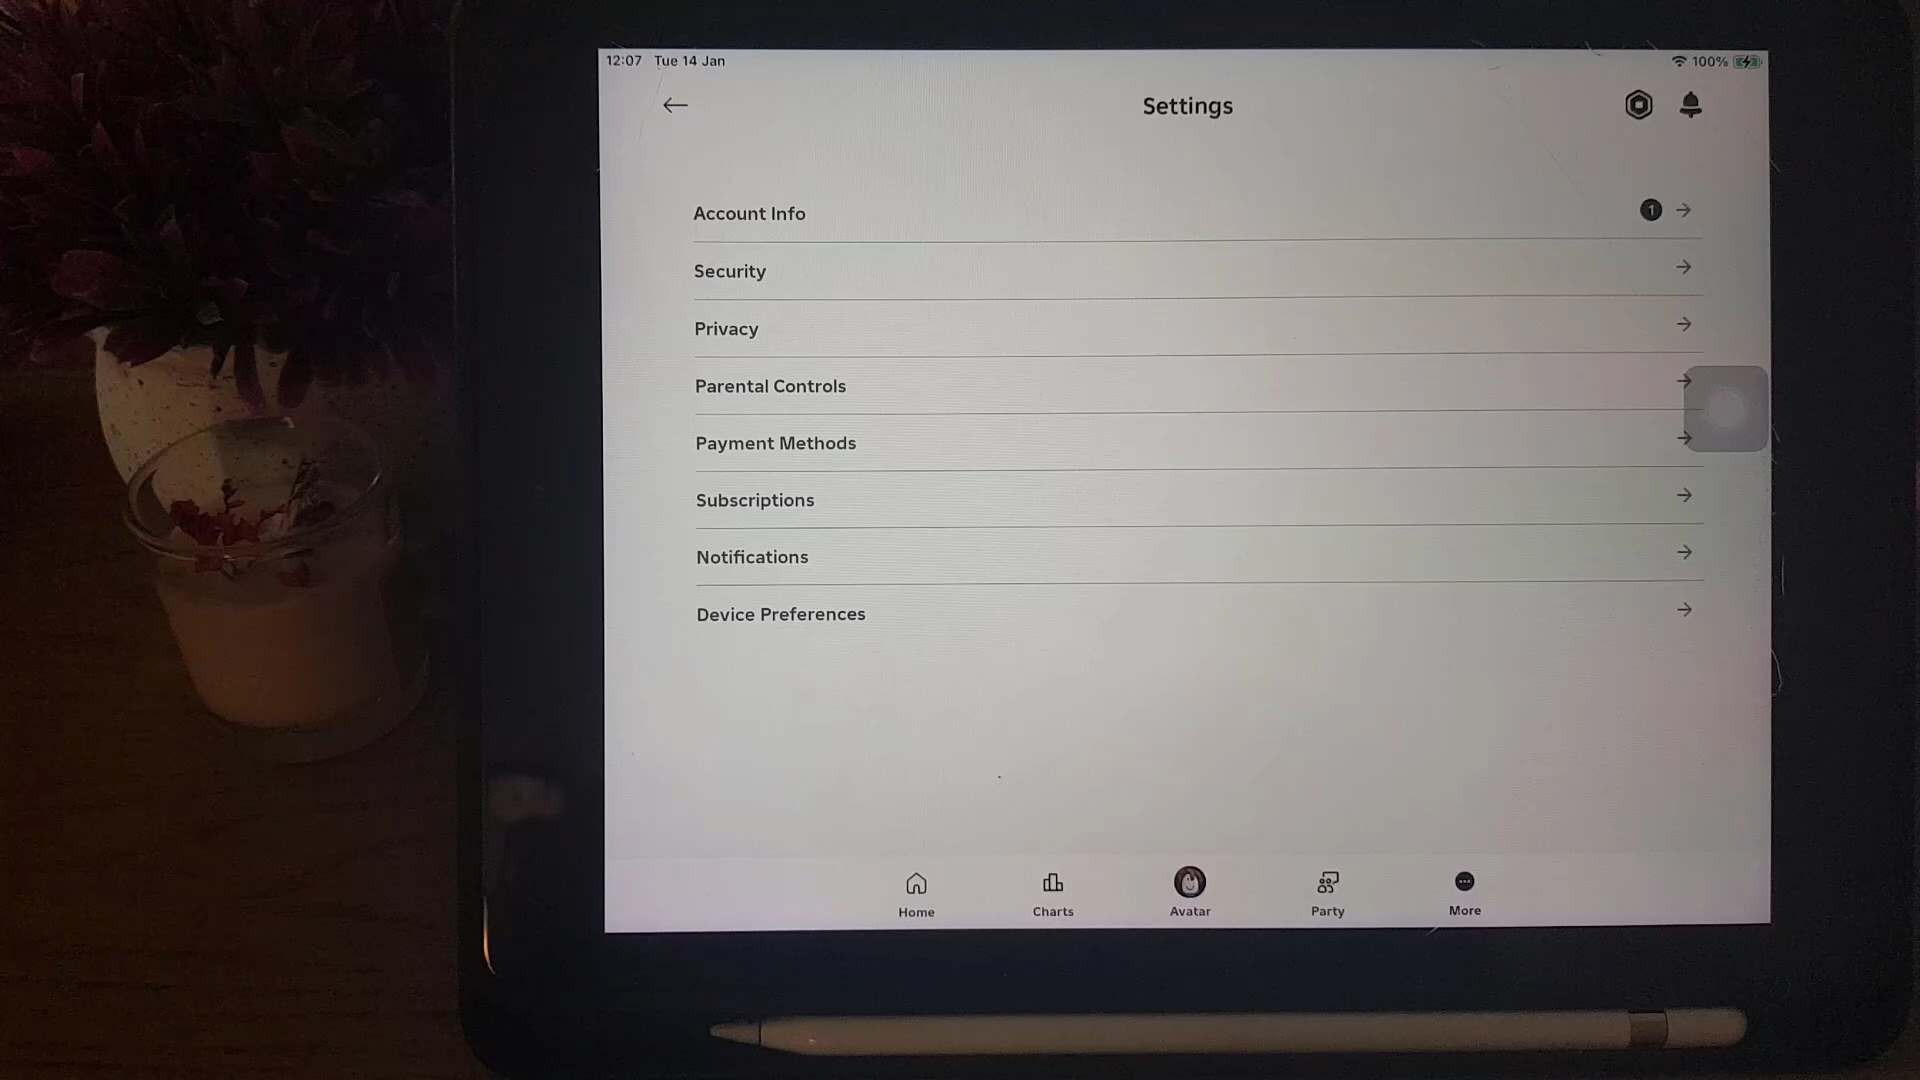 12:07 Tue 14 Jan 100%
Settings
Account Info 1
Security
Privacy
Parental Controls
Payment Methods
Subscriptions
Notifications
Device Preferences
Home Charts Avatar Party More